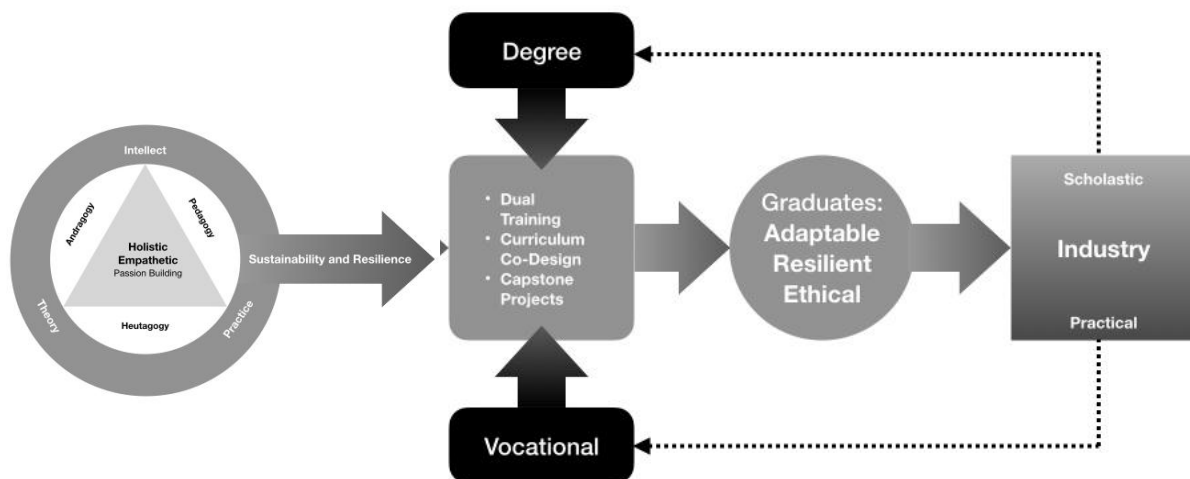 Degree
Intellect
Andragogy
Pedagogy
Holistic
Empathetic
Passion Building
Theory
Practice
Heutagogy
Sustainability and Resilience
• Dual
Training
• Curriculum
Co-Design
• Capstone
Projects
Graduates:
Adaptable
Resilient
Ethical
Scholastic
Industry
Practical
Vocational